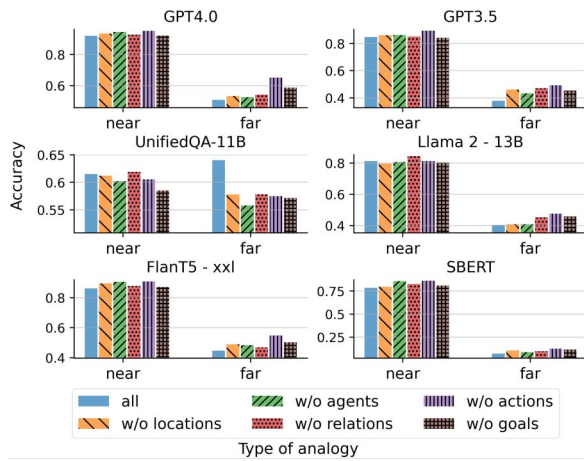 GPT4.0
GPT3.5
0.8
0.6
near
far
0.8
0.6
0.4
near
far
UnifiedQA-11B
Llama 2 - 13B
Accuracy
0.65
0.60
0.55
near
far
0.8
0.6
0.4
near
far
FlanT5 - xxl
SBERT
0.8
0.6
0.4
near
far
0.75
0.50
0.25
near
far
all
w/o agents
w/o actions
w/o locations
w/o relations
w/o goals
Type of analogy